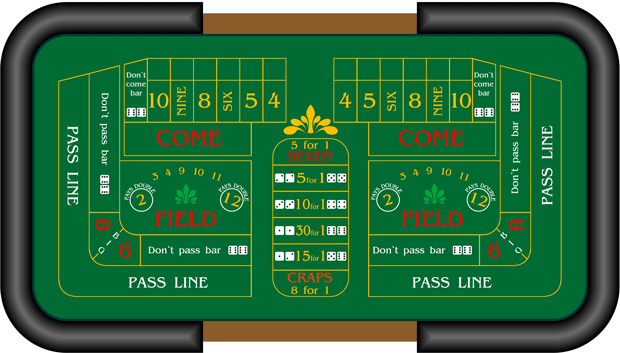 Don't
come
bar
10 NINE 8 SIX 5 4
COME
Don't pass bar
PASS LINE
3 4 9 10 11
PAYS DOUBLE
2
PAYS DOUBLE
12
FIELD
8
BIG
6
Don't pass bar
PASS LINE
5 for 1
SEVEN
5 for 1
10 for 1
30 for 1
15 for 1
CRAPS
8 for 1
4 5 SIX 8 NINE 10
Don't
come
bar
COME
Don't pass bar
PASS LINE
3 4 9 10 11
PAYS DOUBLE
2
PAYS DOUBLE
12
FIELD
8
BIG
6
Don't pass bar
PASS LINE